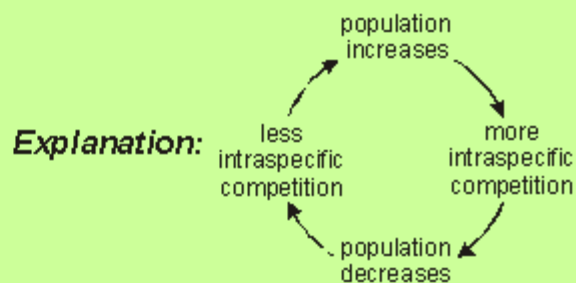 population
increases
Explanation:
less
intraspecific
competition
more
intraspecific
competition
population
decreases